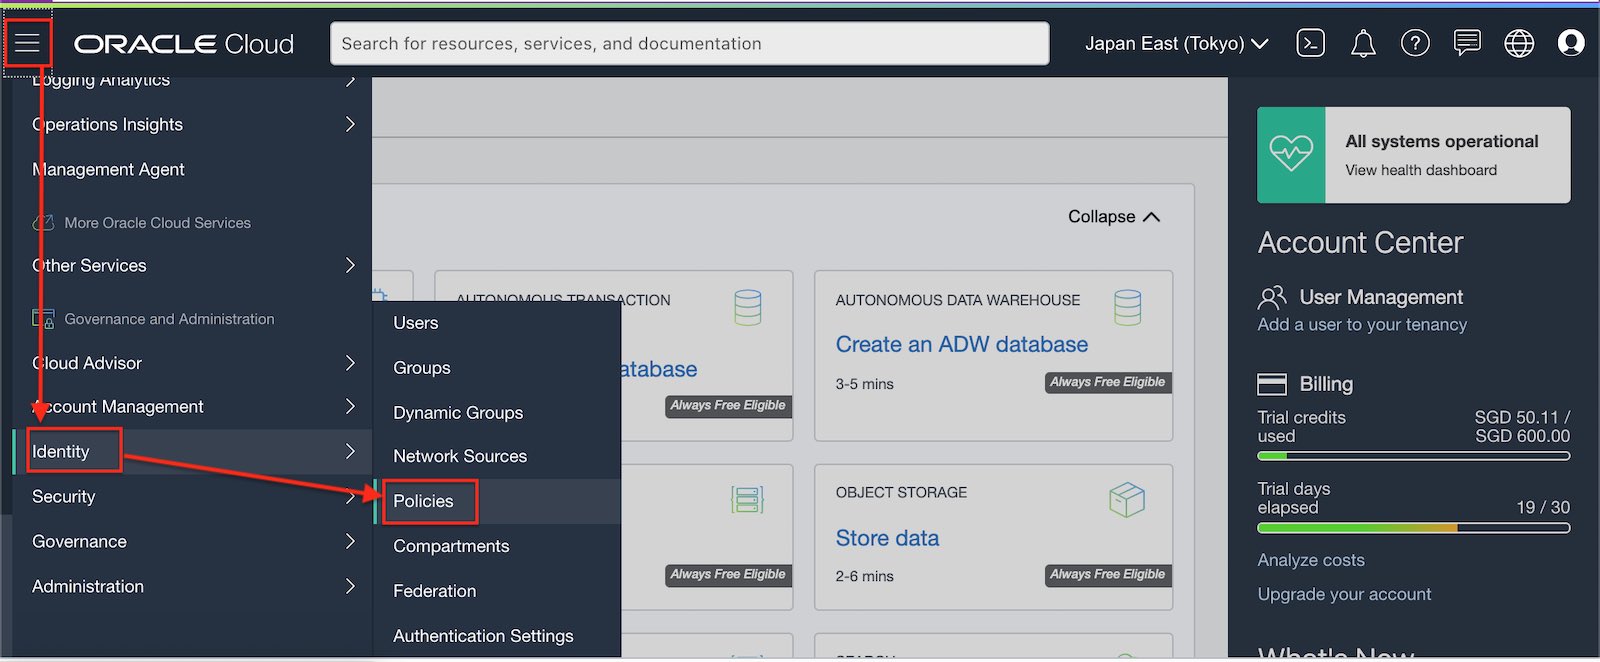 ORACLE Cloud
Search for resources, services, and documentation
Japan East (Tokyo)
Logging Analytics
Operations Insights
Management Agent
More Oracle Cloud Services
Other Services
Governance and Administration
Cloud Advisor
Account Management
Identity
Security
Governance
Administration
Users
Groups
Dynamic Groups
Network Sources
Policies
Compartments
Federation
Authentication Settings
Collapse
AUTONOMOUS TRANSACTION
atabase
Always Free Eligible
AUTONOMOUS DATA WAREHOUSE
Create an ADW database
3-5 mins
Always Free Eligible
Always Free Eligible
OBJECT STORAGE
Store data
2-6 mins
Always Free Eligible
All systems operational
View health dashboard
Account Center
User Management
Add a user to your tenancy
Billing
Trial credits used
SGD 50.11 /
SGD 600.00
Trial days elapsed
19 / 30
Analyze costs
Upgrade your account
What's New